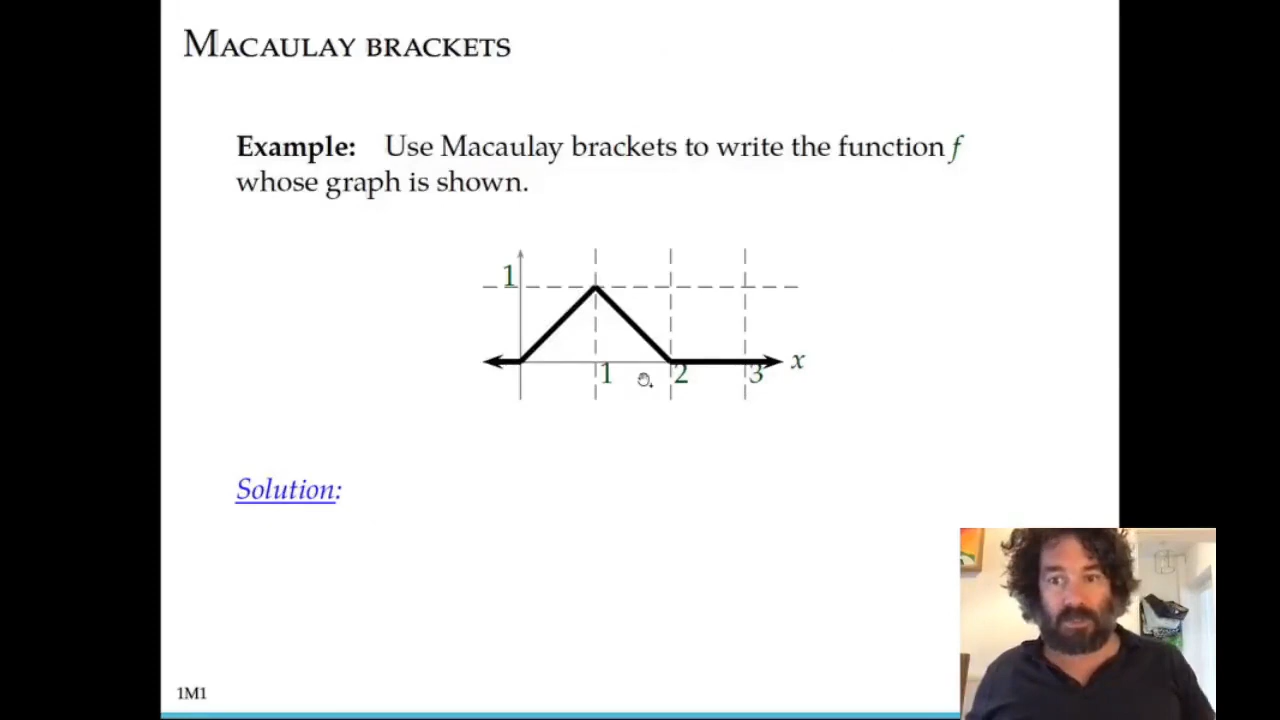 MACAULAY BRACKETS
Example: Use Macaulay brackets to write the function f
whose graph is shown.
1
x
1 2 3
Solution:
1M1